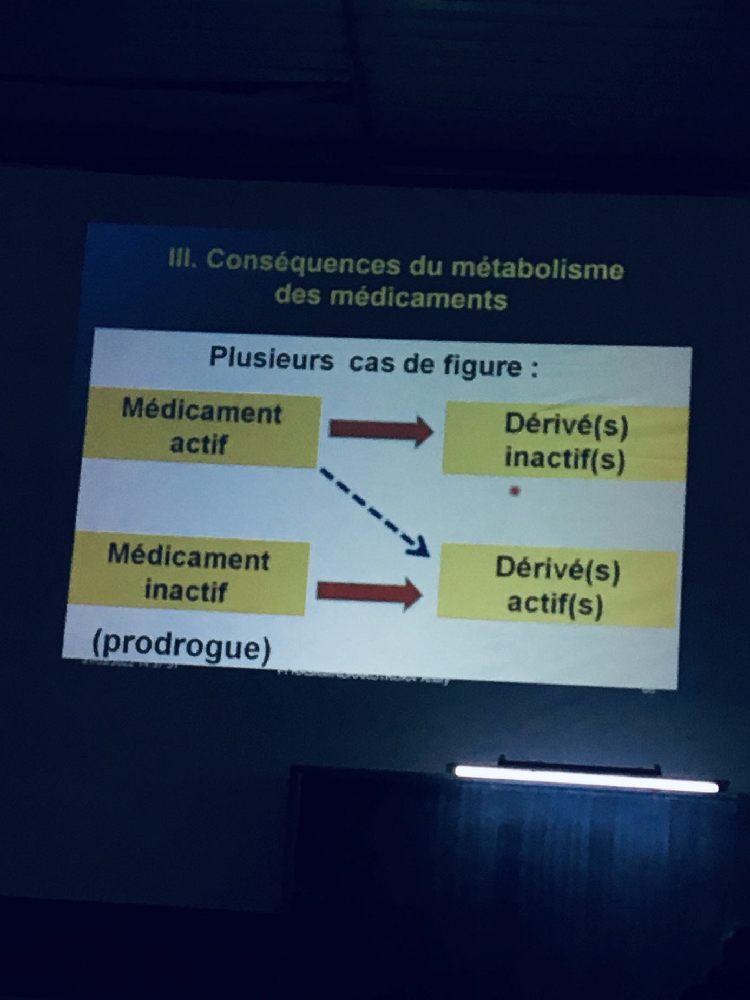 III. Conséquences du métabolisme
des médicaments
Plusieurs cas de figure :
Médicament
actif
Dérivé(s)
inactif(s)
Médicament
inactif
Dérivé(s)
actif(s)
(prodrogue)